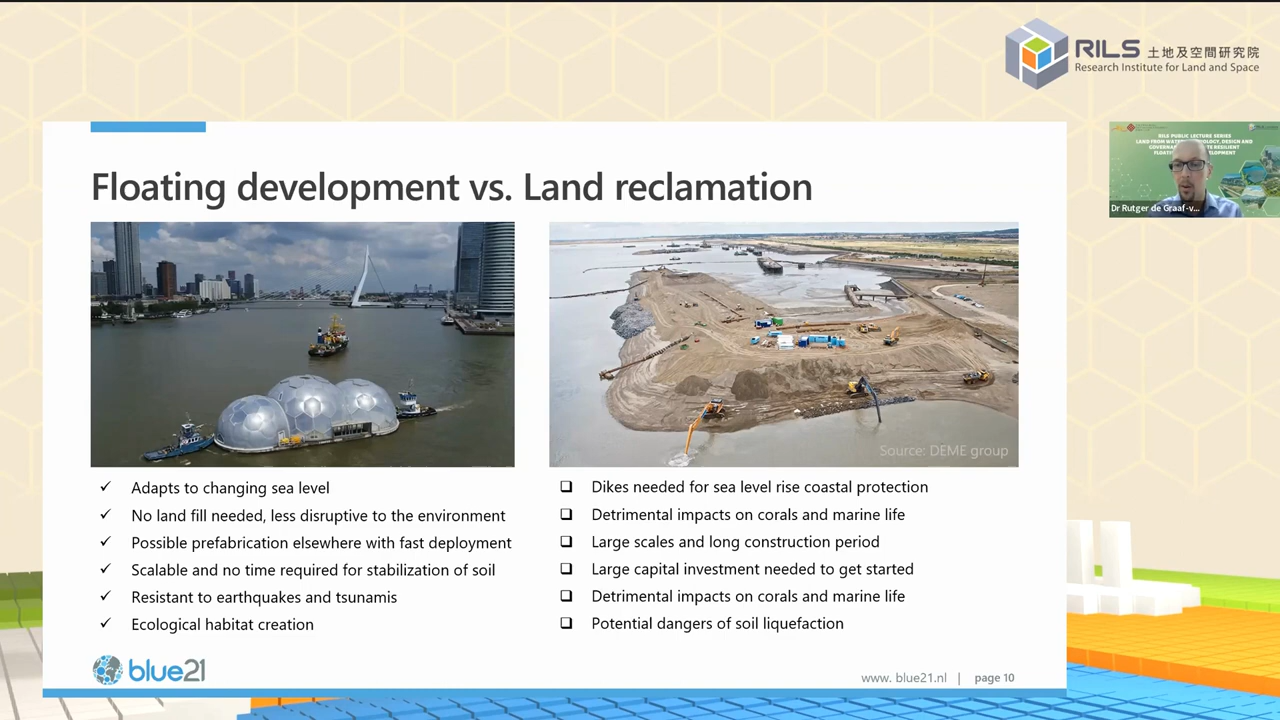 RILS 土地及空間研究院
Research Institute for Land and Space
RILS PUBLIC LECTURE SERIES
Dr Rutger de Graaf-v...
Floating development vs. Land reclamation
Source: DEME group
✓ Adapts to changing sea level
✓ No land fill needed, less disruptive to the environment
✓ Possible prefabrication elsewhere with fast deployment
✓ Scalable and no time required for stabilization of soil
✓ Resistant to earthquakes and tsunamis
✓ Ecological habitat creation
❑ Dikes needed for sea level rise coastal protection
❑ Detrimental impacts on corals and marine life
❑ Large scales and long construction period
❑ Large capital investment needed to get started
❑ Detrimental impacts on corals and marine life
❑ Potential dangers of soil liquefaction
blue21
www. blue21.nl | page 10